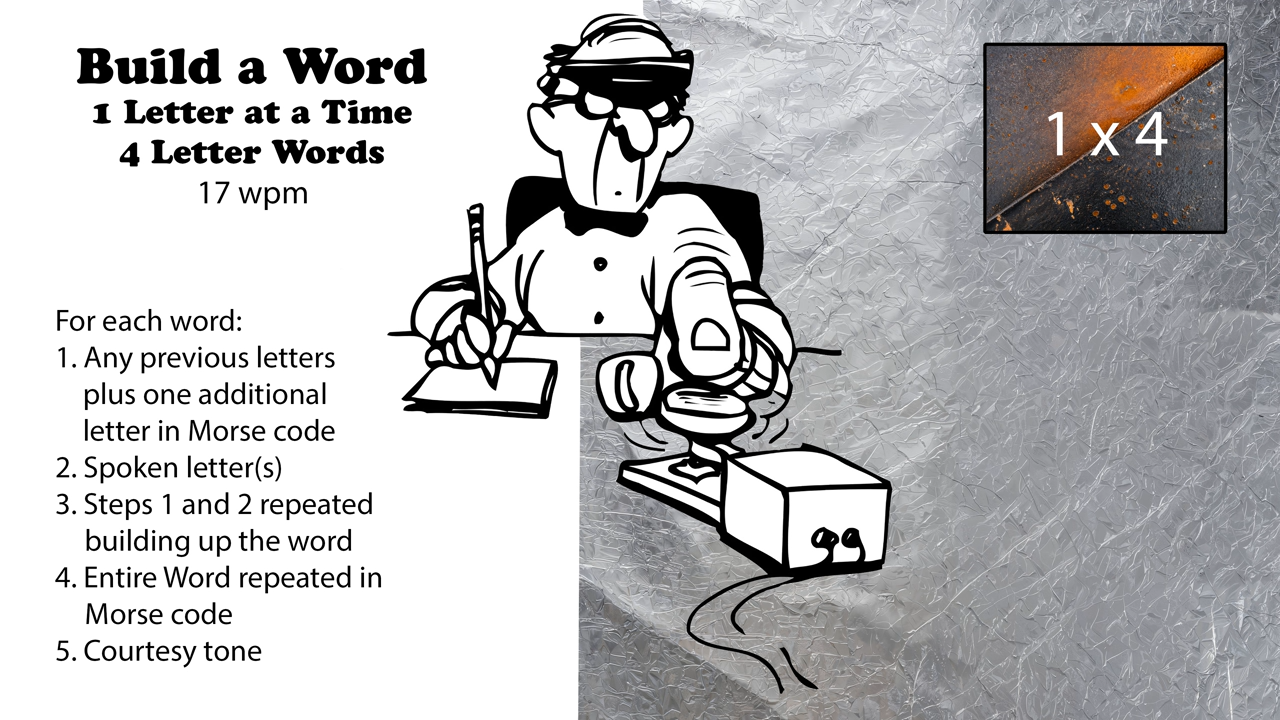 Build a Word
1 Letter at a Time
4 Letter Words
17 wpm
1 x 4
For each word:
1. Any previous letters
plus one additional
letter in Morse code
2. Spoken letter(s)
3. Steps 1 and 2 repeated
building up the word
4. Entire Word repeated in
Morse code
5. Courtesy tone